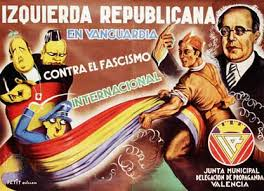 IZQUIERDA REPUBLICANA
EN VANGUARDIA
CONTRA EL FASCISMO
INTERNACIONAL
JUNTA MUNICIPAL
DELEGACION DE PROPAGANDA
VALENCIA